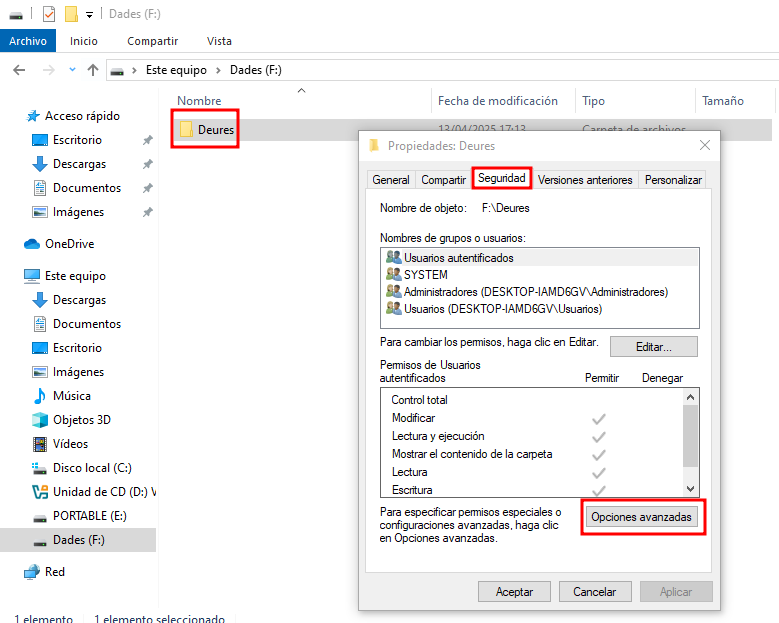 Dades (F:)
Archivo Inicio Compartir Vista
Este equipo Dades (F:)
Nombre Fecha de modificación Tipo Tamaño
Deures 13/04/2025 17:13 Carpeta de archivos
Acceso rápido
Escritorio
Descargas
Documentos
Imágenes
OneDrive
Este equipo
Descargas
Documentos
Escritorio
Imágenes
Música
Objetos 3D
Vídeos
Disco local (C:)
Unidad de CD (D:) V
PORTABLE (E:)
Dades (F:)
Red
1 elemento 1 elemento seleccionado
Propiedades: Deures
General Compartir Seguridad Versiones anteriores Personalizar
Nombre de objeto: F:\Deures
Nombres de grupos o usuarios:
Usuarios autentificados
SYSTEM
Administradores (DESKTOP-IAMD6GV\Administradores)
Usuarios (DESKTOP-IAMD6GV\Usuarios)
Para cambiar los permisos, haga clic en Editar. Editar...
Permisos de Usuarios
autentificados Permitir Denegar
Control total
Modificar
Lectura y ejecución
Mostrar el contenido de la carpeta
Lectura
Escritura
Para especificar permisos especiales o
configuraciones avanzadas, haga clic
en Opciones avanzadas.
Opciones avanzadas
Aceptar Cancelar Aplicar